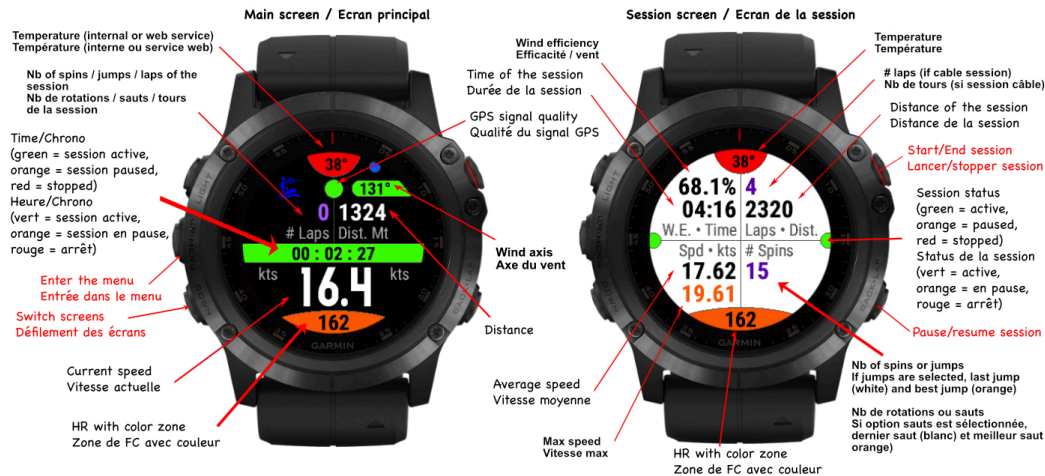 Main screen / Ecran principal
Temperature (internal or web service)
Température (interne ou service web)
Nb of spins / jumps / laps of the
session
Nb de rotations / sauts / tours
de la session
Time/Chrono
(green = session active,
orange = session paused,
red = stopped)
Heure/Chrono
(vert = session active,
orange = session en pause,
rouge = arrêt)
Enter the menu
Entrée dans le menu
Switch screens
Défilement des écrans
Current speed
Vitesse actuelle
HR with color zone
Zone de FC avec couleur
LIGHT
38°
131°
0
1324
# Laps
Dist. Mt
00 : 02 : 27
kts
16.4
kts
162
GARMIN
BACK-LAP
GPS signal quality
Qualité du signal GPS
Wind axis
Axe du vent
Distance
Session screen / Ecran de la session
Wind efficiency
Efficacité / vent
Time of the session
Durée de la session
Average speed
Vitesse moyenne
Max speed
Vitesse max
HR with color zone
Zone de FC avec couleur
LIGHT
38°
68.1%
4
04:16
2320
W.E. • Time
Laps • Dist.
Spd • kts
# Spins
17.62
15
19.61
162
GARMIN
BACK-LAP
Temperature
Température
# laps (if cable session)
Nb de tours (si session câble)
Distance of the session
Distance de la session
Start/End session
Lancer/stopper session
Session status
(green = active,
orange = paused,
red = stopped)
Status de la session
(vert = active,
orange = en pause,
rouge = arrêt)
Pause/resume session
Nb of spins or jumps
If jumps are selected, last jump
(white) and best jump (orange)
Nb de rotations ou sauts
Si option sauts est sélectionnée,
dernier saut (blanc) et meilleur saut
orange)